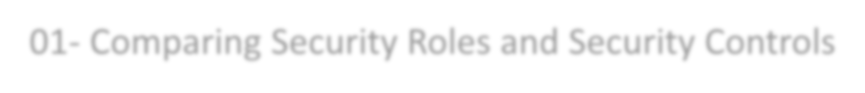 01- Comparing Security Roles and Security Controls